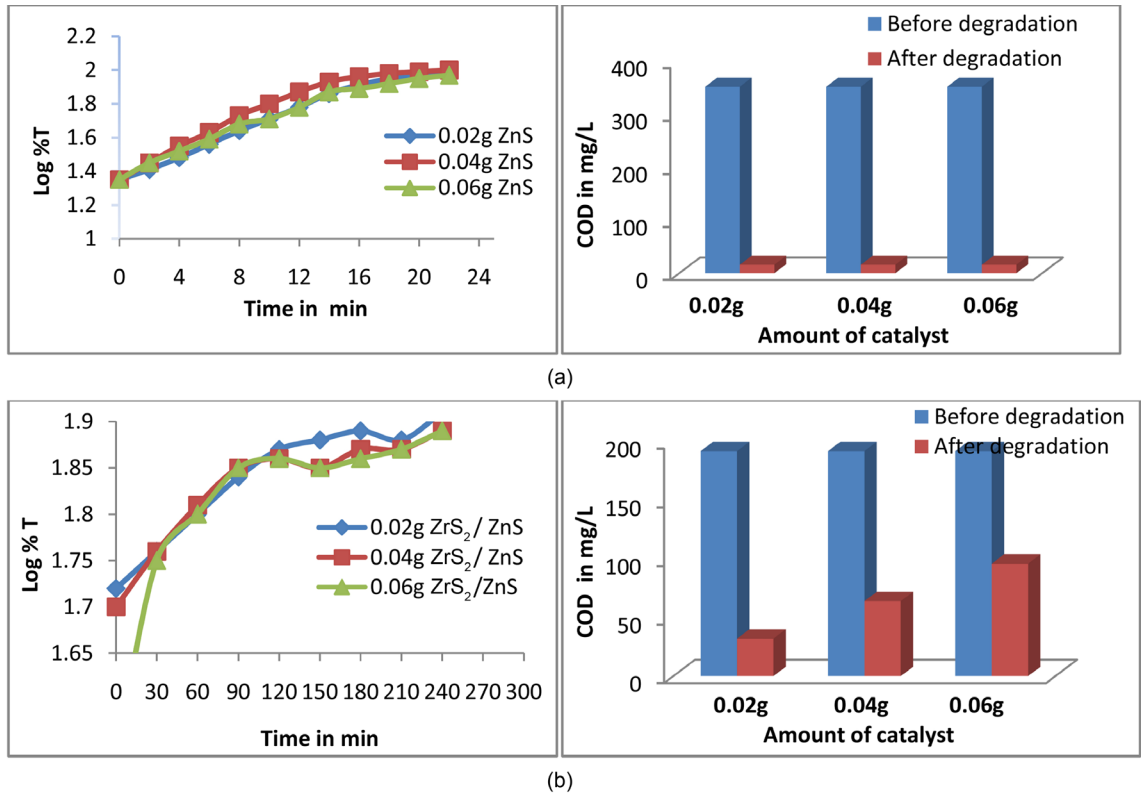 2.2
2
1.8
1.6
1.4
1.2
1
Log %T
0 4 8 12 16 20 24
Time in min
0.02g ZnS
0.04g ZnS
0.06g ZnS
Before degradation
After degradation
400
300
200
100
0
COD in mg/L
0.02g 0.04g 0.06g
Amount of catalyst
(a)
1.9
1.85
1.8
1.75
1.7
1.65
Log % T
0 30 60 90 120 150 180 210 240 270 300
Time in min
0.02g ZrS₂/ ZnS
0.04g ZrS₂/ ZnS
0.06g ZrS₂/ZnS
Before degradation
After degradation
200
150
100
50
0
COD in mg/L
0.02g 0.04g 0.06g
Amount of catalyst
(b)